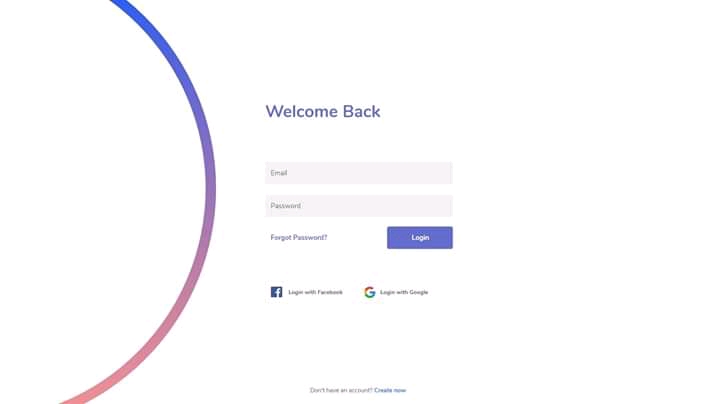 Welcome Back
Email
Password
Forgot Password?
Login
Login with Facebook
Login with Google
Don't have an account? Create now